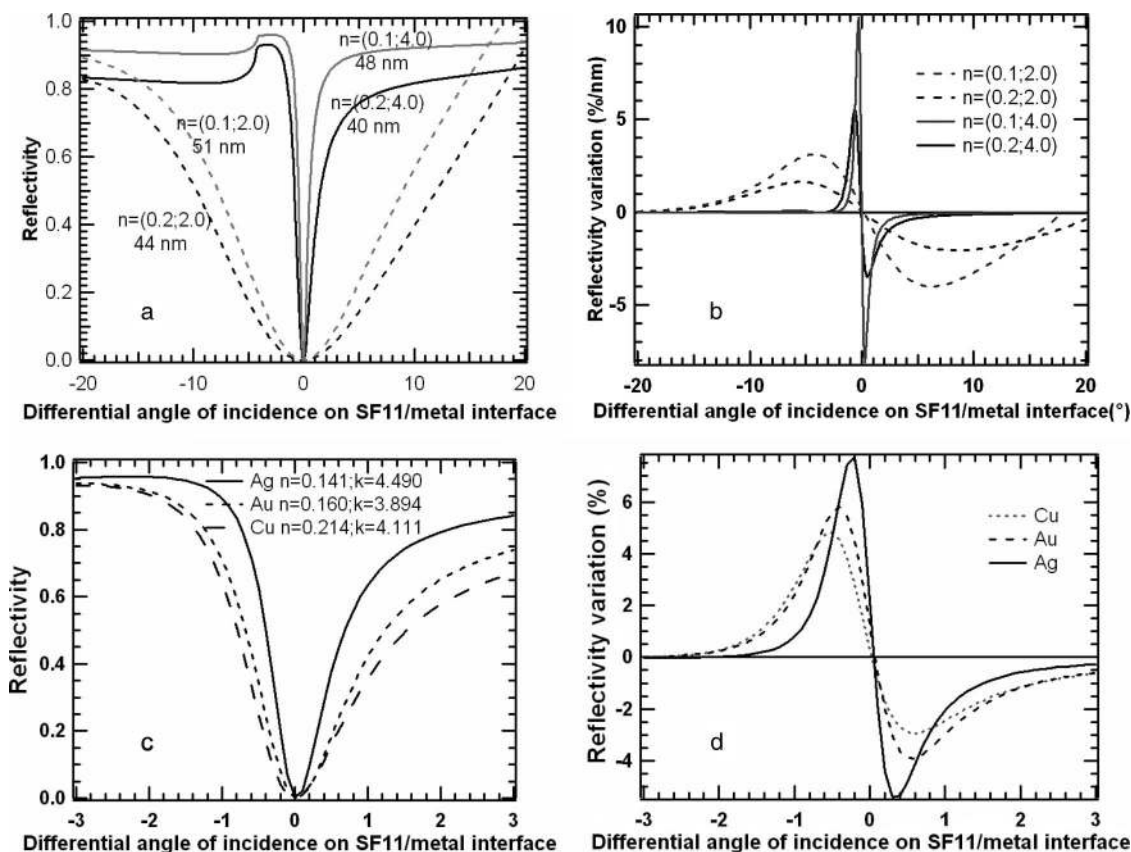 1.0
0.8
0.6
0.4
0.2
0.0
Reflectivity
n=(0.1;4.0)
48 nm
n=(0.2;4.0)
40 nm
n=(0.1;2.0)
51 nm
n=(0.2;2.0)
44 nm
a
-20
-10
0
10
20
Differential angle of incidence on SF11/metal interface
10
5
0
-5
Reflectivity variation (%/nm)
n=(0.1;2.0)
n=(0.2;2.0)
n=(0.1;4.0)
n=(0.2;4.0)
b
-20
-10
0
10
20
Differential angle of incidence on SF11/metal interface(°)
1.0
0.8
0.6
0.4
0.2
0.0
Reflectivity
Ag n=0.141;k=4.490
Au n=0.160;k=3.894
Cu n=0.214;k=4.111
c
-3
-2
-1
0
1
2
3
Differential angle of incidence on SF11/metal interface
6
4
2
0
-2
-4
Reflectivity variation (%)
Cu
Au
Ag
d
-3
-2
-1
0
1
2
3
Differential angle of incidence on SF11/metal interface